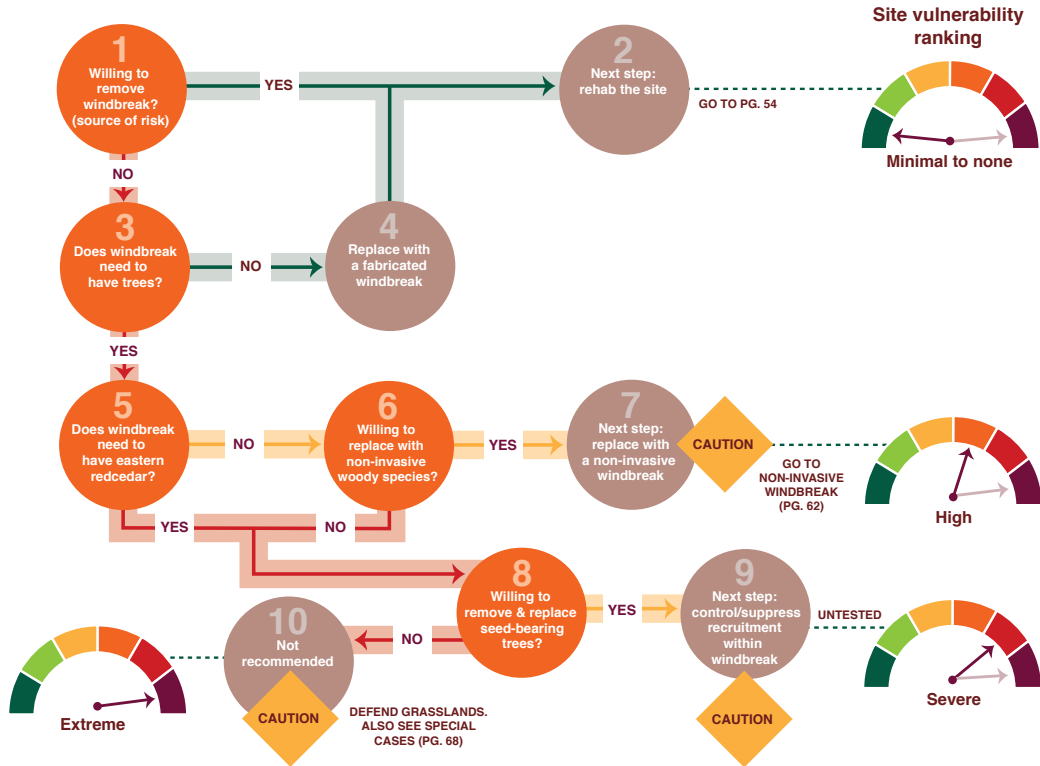 Site vulnerability
ranking
1
Willing to
remove
windbreak?
(source of risk)
YES
2
Next step:
rehab the site
GO TO PG. 54
Minimal to none
NO
3
Does windbreak
need to
have trees?
NO
4
Replace with
a fabricated
windbreak
YES
5
Does windbreak
need to
have eastern
redcedar?
NO
6
Willing to
replace with
non-invasive
woody species?
YES
7
Next step:
replace with
a non-invasive
windbreak
CAUTION
GO TO
NON-INVASIVE
WINDBREAK
(PG. 62)
High
YES
NO
8
Willing to
remove & replace
seed-bearing
trees?
YES
9
Next step:
control/suppress
recruitment
within
windbreak
CAUTION
UNTESTED
Severe
NO
10
Not
recommended
CAUTION
DEFEND GRASSLANDS.
ALSO SEE SPECIAL
CASES (PG. 68)
Extreme